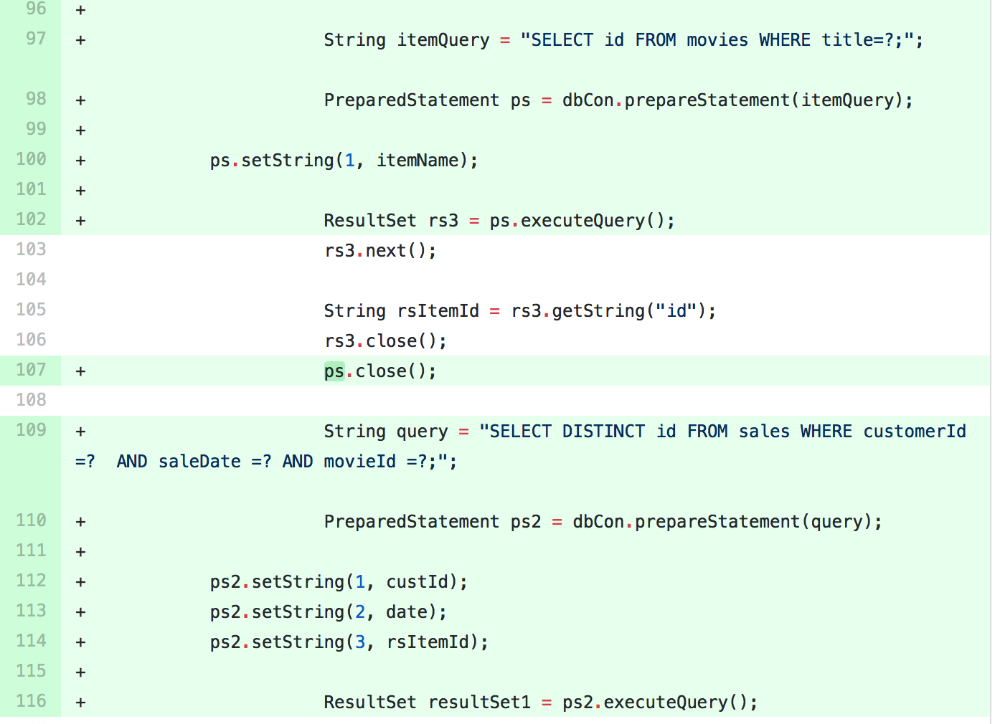 96 +
97 + String itemQuery = "SELECT id FROM movies WHERE title=?;";
98 + PreparedStatement ps = dbCon.prepareStatement(itemQuery);
99 +
100 + ps.setString(1, itemName);
101 +
102 + ResultSet rs3 = ps.executeQuery();
103 rs3.next();
104
105 String rsItemId = rs3.getString("id");
106 rs3.close();
107 + ps.close();
108
109 + String query = "SELECT DISTINCT id FROM sales WHERE customerId
=?  AND saleDate =? AND movieId =?;";
110 + PreparedStatement ps2 = dbCon.prepareStatement(query);
111 +
112 + ps2.setString(1, custId);
113 + ps2.setString(2, date);
114 + ps2.setString(3, rsItemId);
115 +
116 + ResultSet resultSet1 = ps2.executeQuery();